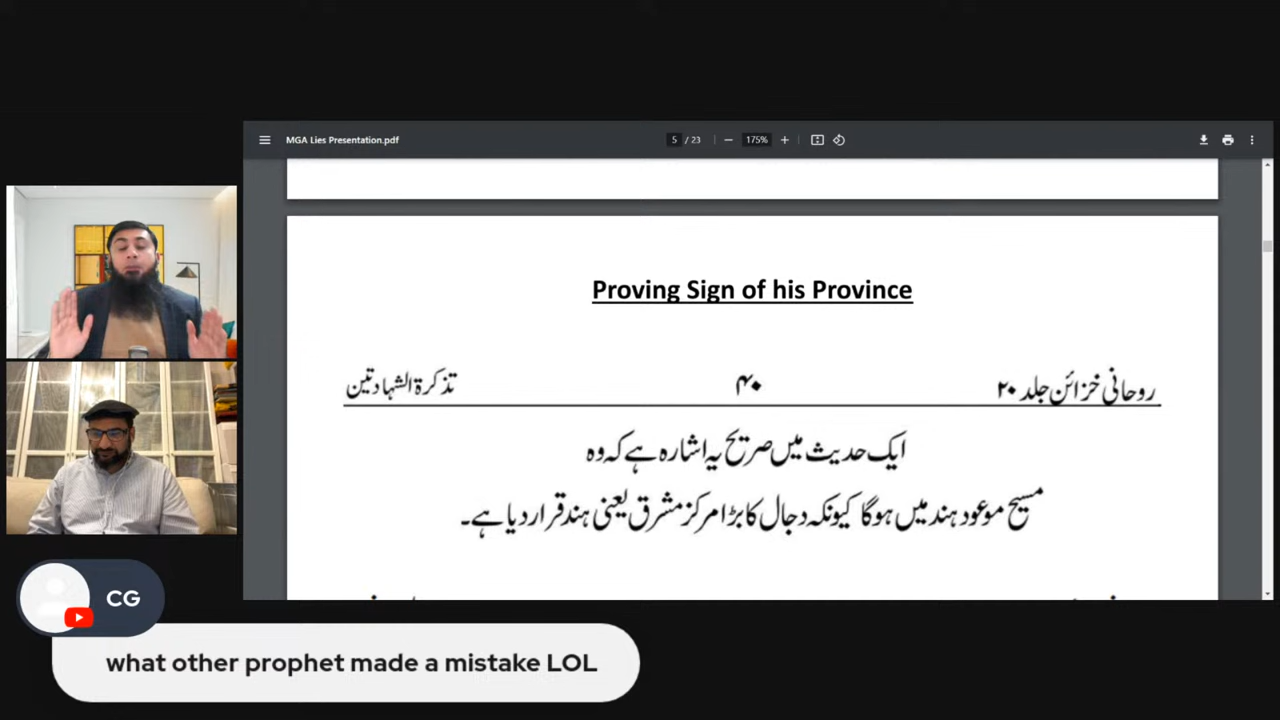 MGA Lies Presentation.pdf
5 / 23
175%
Proving Sign of his Province
روحانی خزائن جلد ۲۰ ۴۰ تذکرۃ الشہادتین
ایک حدیث میں صریح یہ اشارہ ہے کہ وہ
مسیح موعود ہند میں ہوگا کیونکہ دجال کا بڑا مرکز مشرق یعنی ہند قرار دیا ہے۔
CG
what other prophet made a mistake LOL